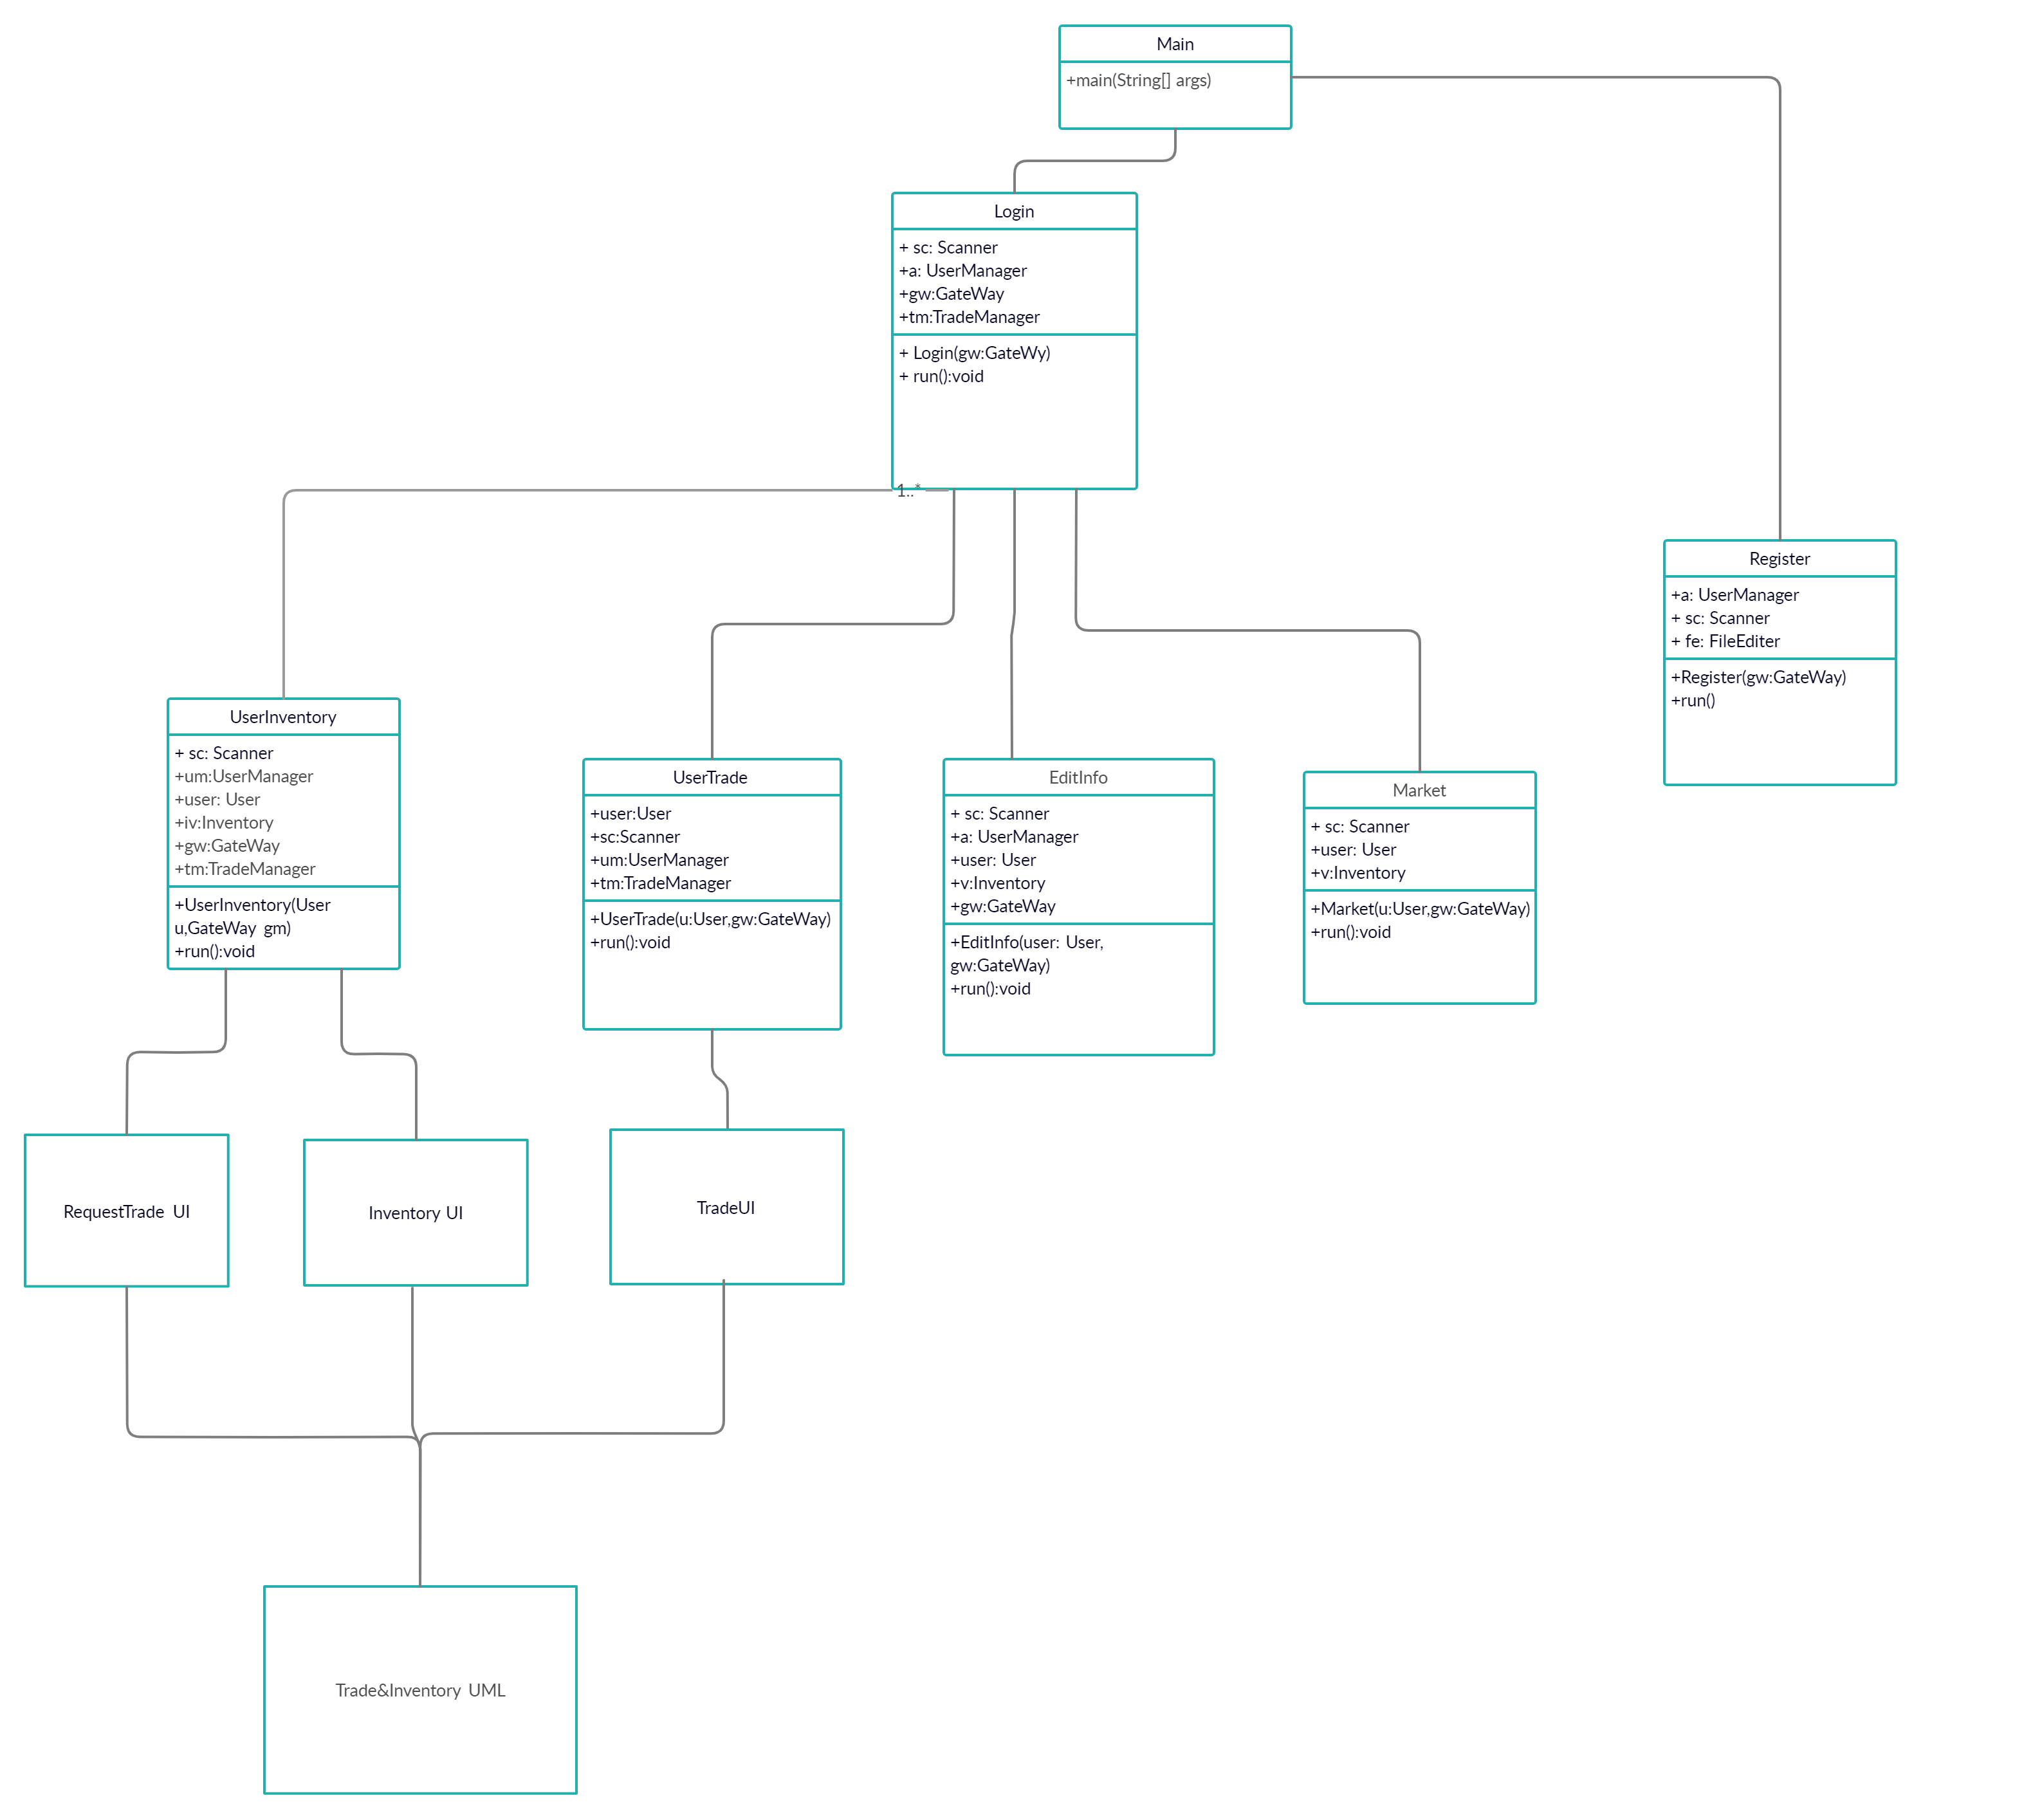 Main
+main(String[] args)
Login
+ sc: Scanner
+a: UserManager
+gw:GateWay
+tm:TradeManager
+ Login(gw:GateWy)
+ run():void
1..*
Register
+a: UserManager
+ sc: Scanner
+ fe: FileEditer
+Register(gw:GateWay)
+run()
UserInventory
+ sc: Scanner
+um:UserManager
+user: User
+iv:Inventory
+gw:GateWay
+tm:TradeManager
+UserInventory(User
u,GateWay gm)
+run():void
UserTrade
+user:User
+sc:Scanner
+um:UserManager
+tm:TradeManager
+UserTrade(u:User,gw:GateWay)
+run():void
EditInfo
+ sc: Scanner
+a: UserManager
+user: User
+v:Inventory
+gw:GateWay
+EditInfo(user: User,
gw:GateWay)
+run():void
Market
+ sc: Scanner
+user: User
+v:Inventory
+Market(u:User,gw:GateWay)
+run():void
RequestTrade UI
Inventory UI
TradeUI
Trade&Inventory UML